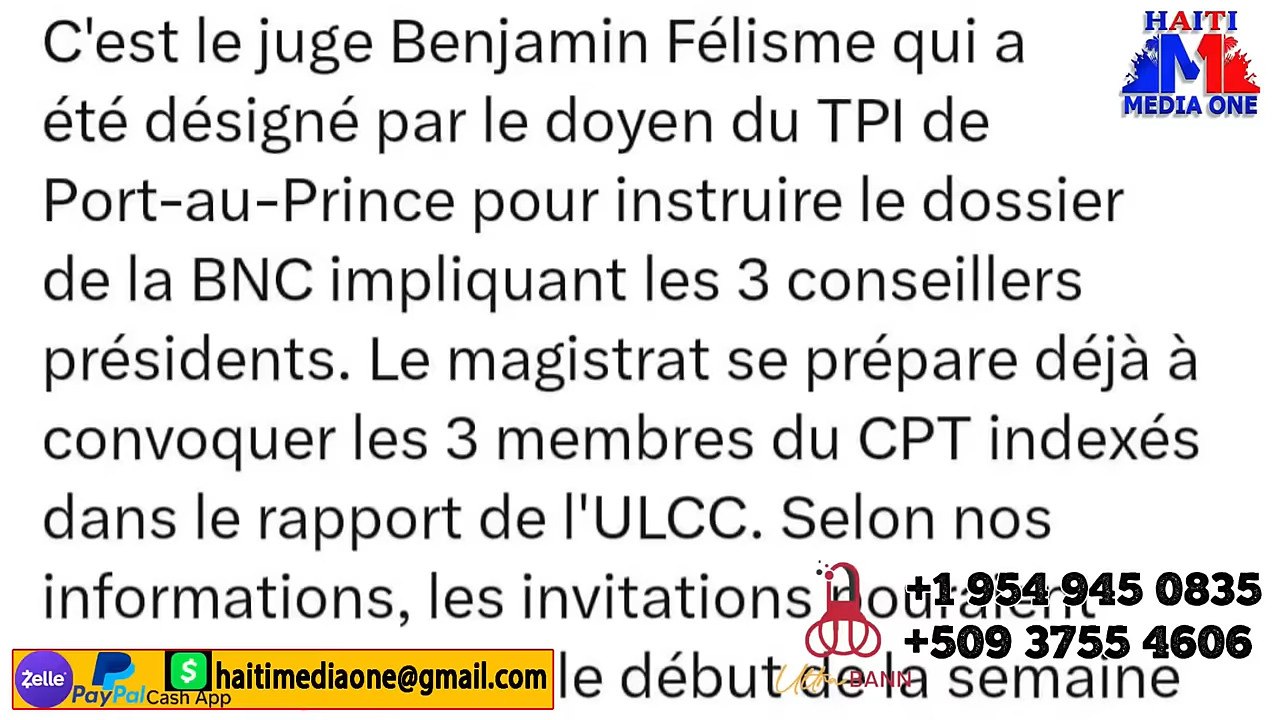 C'est le juge Benjamin Félisme qui a
été désigné par le doyen du TPI de
Port-au-Prince pour instruire le dossier
de la BNC impliquant les 3 conseillers
présidents. Le magistrat se prépare déjà à
convoquer les 3 membres du CPT indexés
dans le rapport de l'ULCC. Selon nos
informations, les invitations pouraient
le début de la semaine
HAITI
M
MEDIA ONE
+1 954 945 0835
+509 3755 4606
Zelle
PayPal
$
Cash App
haitimediaone@gmail.com
BANN